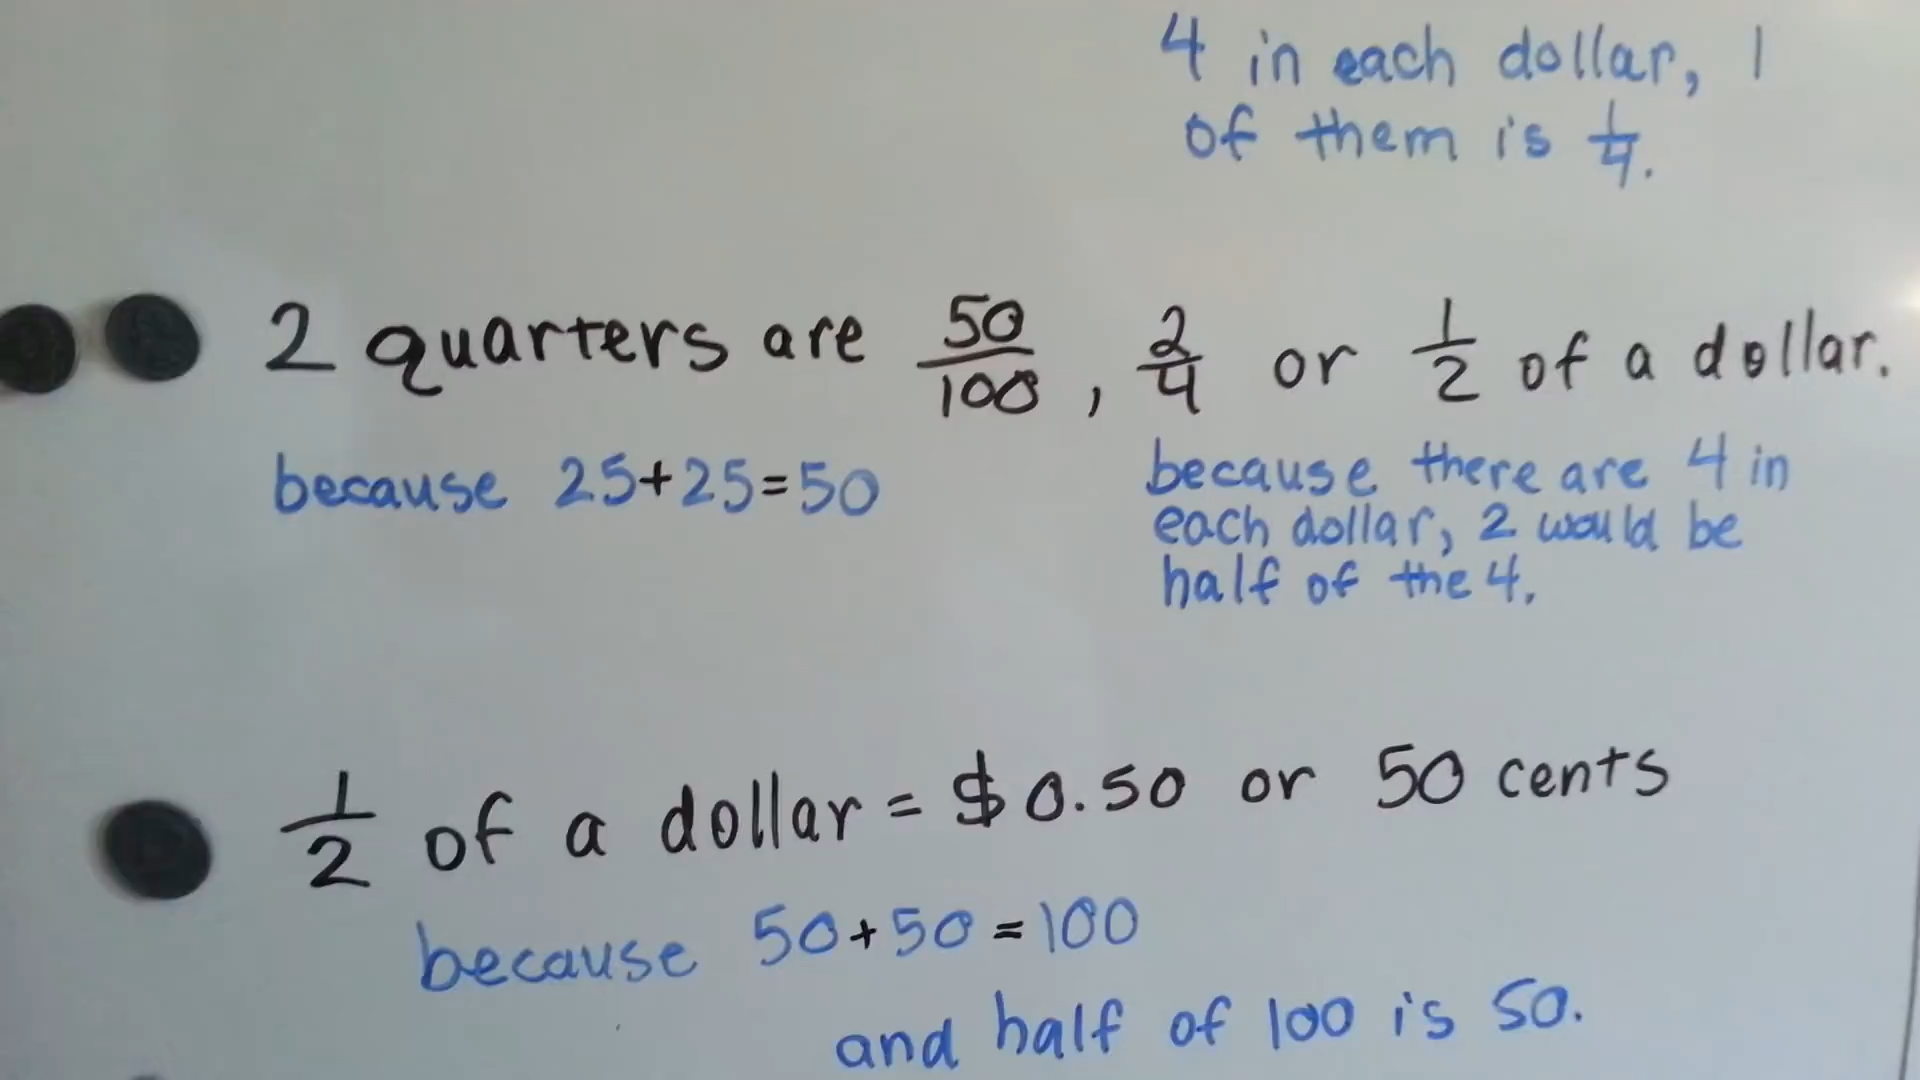 4 in each dollar, 1
of them is 1/4.
2 quarters are 50/100, 2/4 or 1/2 of a dollar.
because 25+25=50
because there are 4 in
each dollar, 2 would be
half of the 4.
1/2 of a dollar = $0.50 or 50 cents
because 50+50=100
and half of 100 is 50.